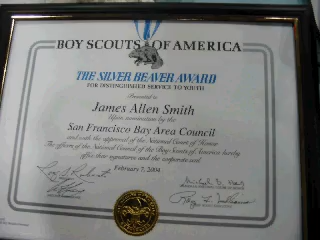 BOY SCOUTS OF AMERICA
THE SILVER BEAVER AWARD
FOR DISTINGUISHED SERVICE TO YOUTH
Presented to
James Allen Smith
Upon nomination by the
San Francisco Bay Area Council
and with the approval of the National Court of Honor
The officers of the National Council of the Boy Scouts of America hereby
affix their signatures and the corporate seal
February 7, 2004